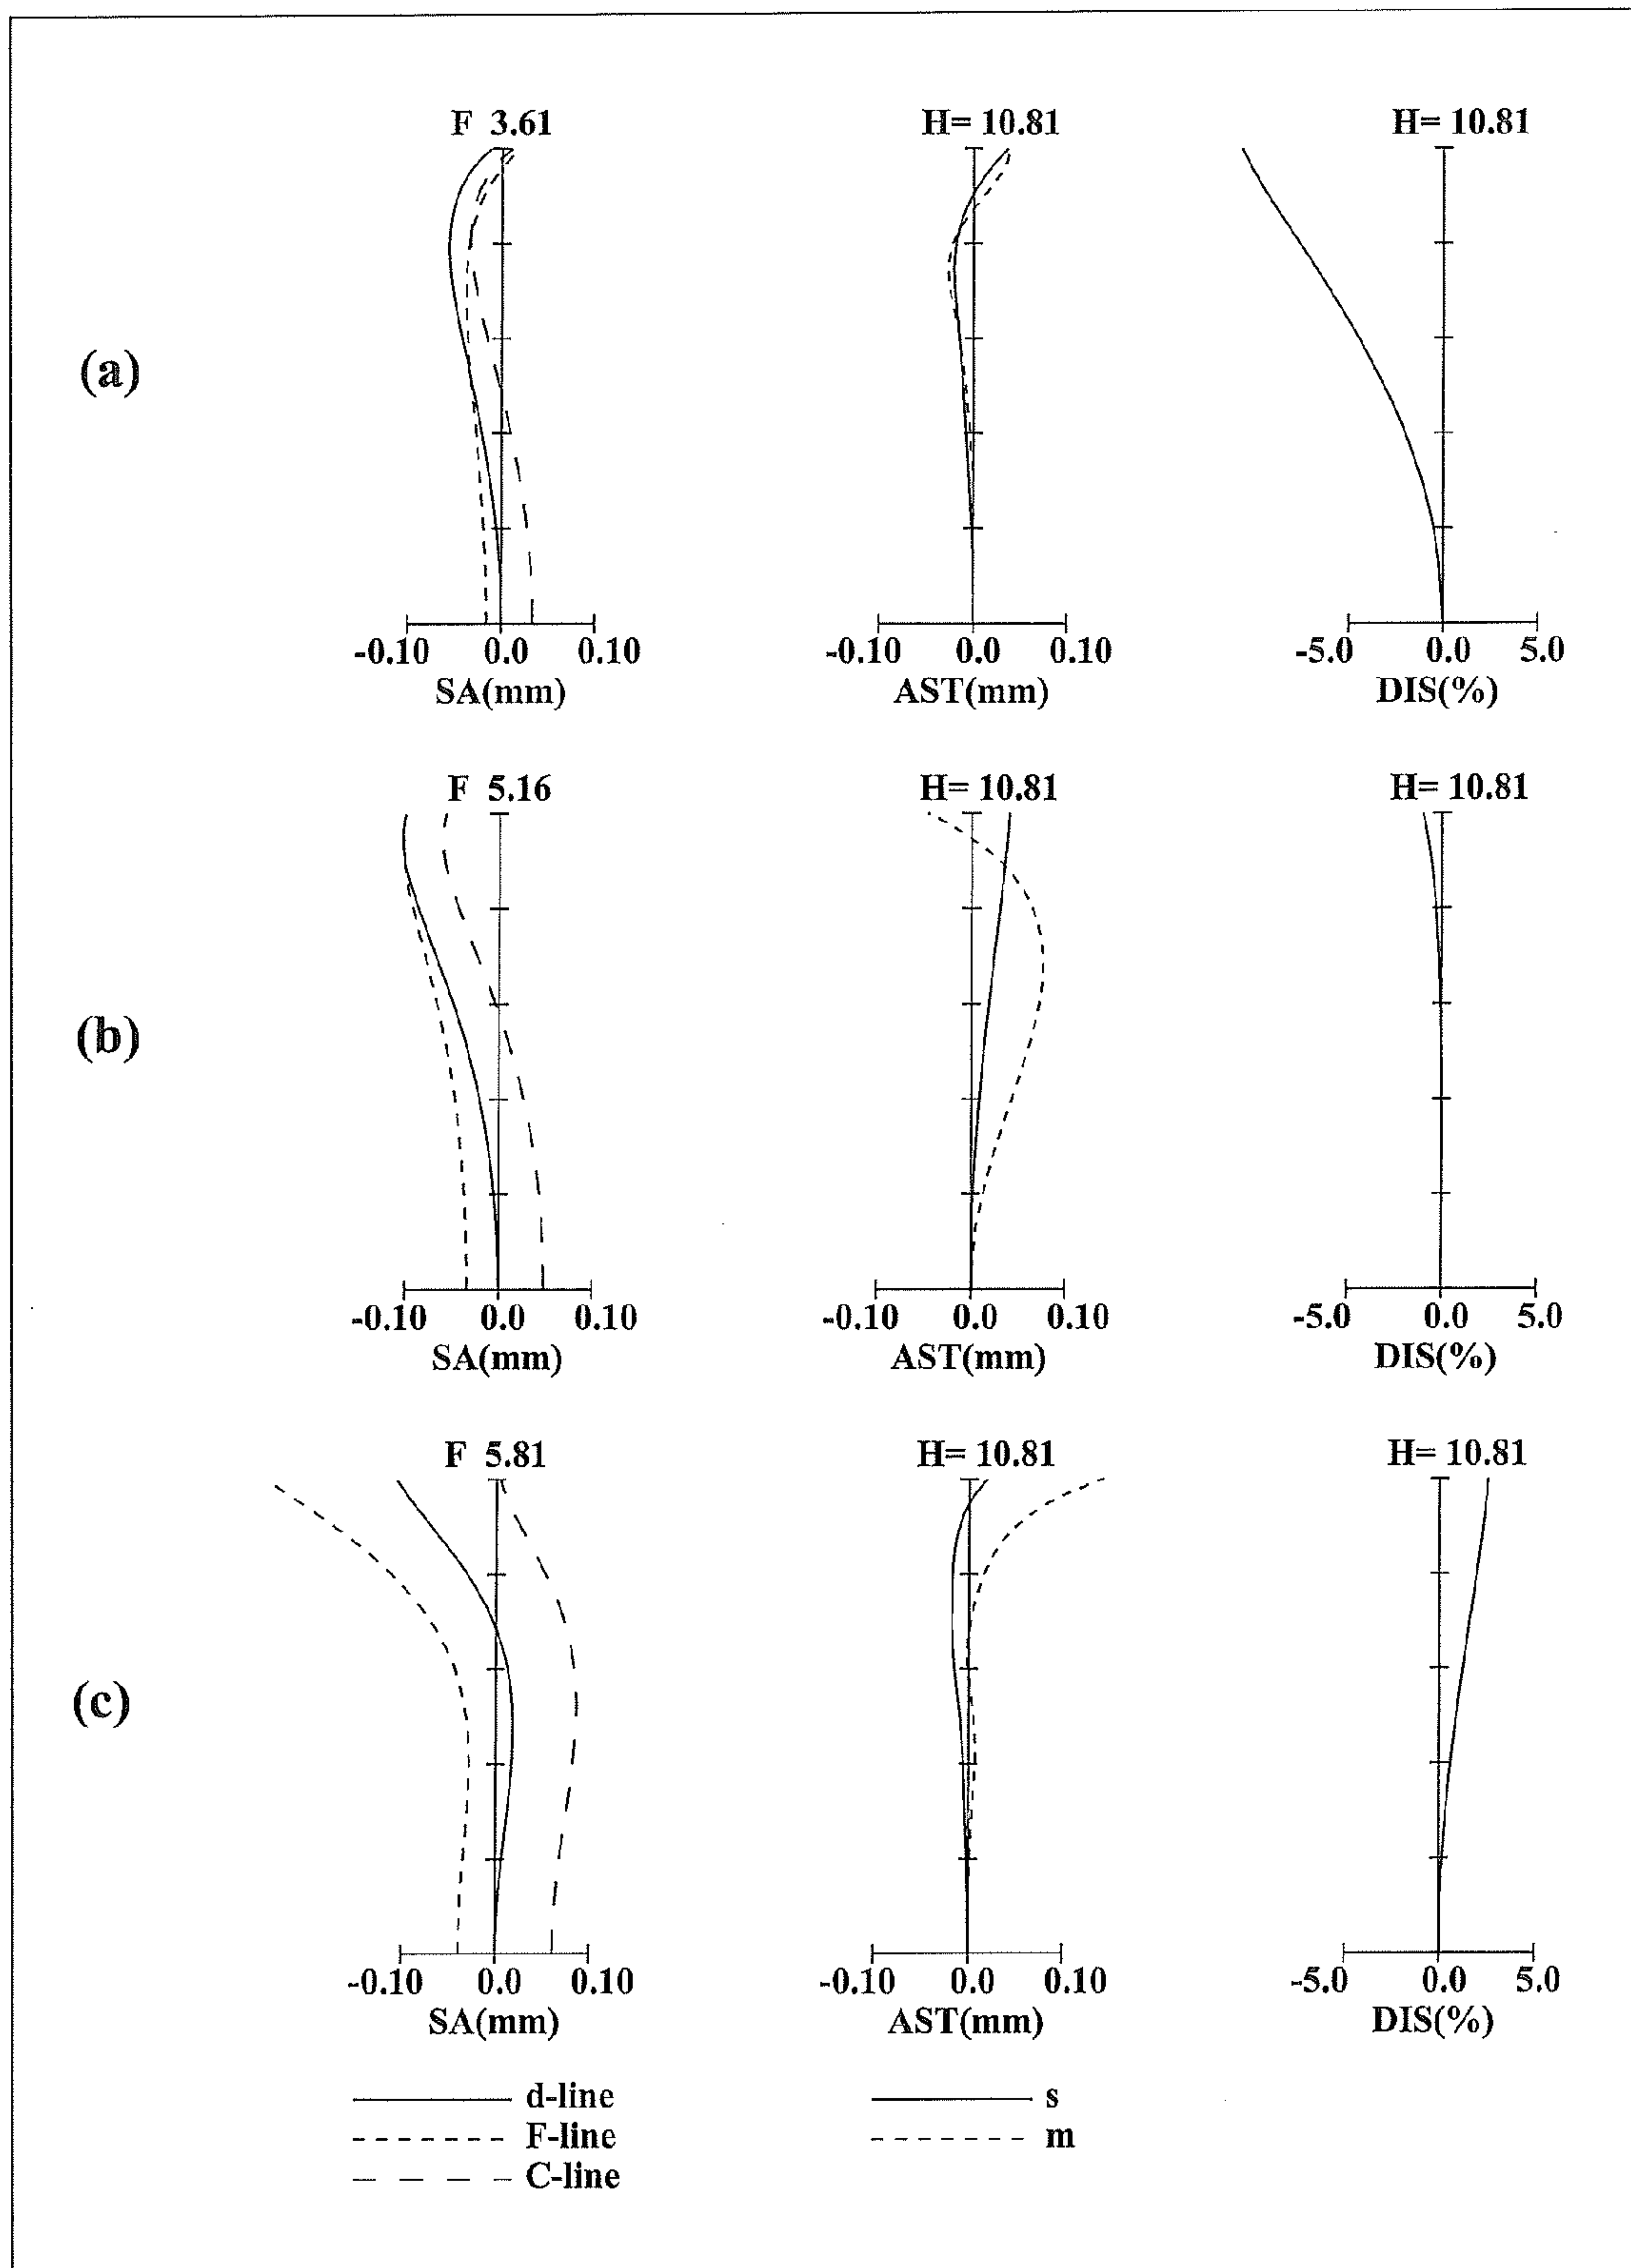 F 3.61 H= 10.81 H= 10.81
(a)
-0.10 0.0 0.10 -0.10 0.0 0.10 -5.0 0.0 5.0
SA(mm) AST(mm) DIS(%)
F 5.16 H= 10.81 H= 10.81
(b)
-0.10 0.0 0.10 -0.10 0.0 0.10 -5.0 0.0 5.0
SA(mm) AST(mm) DIS(%)
F 5.81 H= 10.81 H= 10.81
(c)
-0.10 0.0 0.10 -0.10 0.0 0.10 -5.0 0.0 5.0
SA(mm) AST(mm) DIS(%)
d-line s
F-line m
C-line